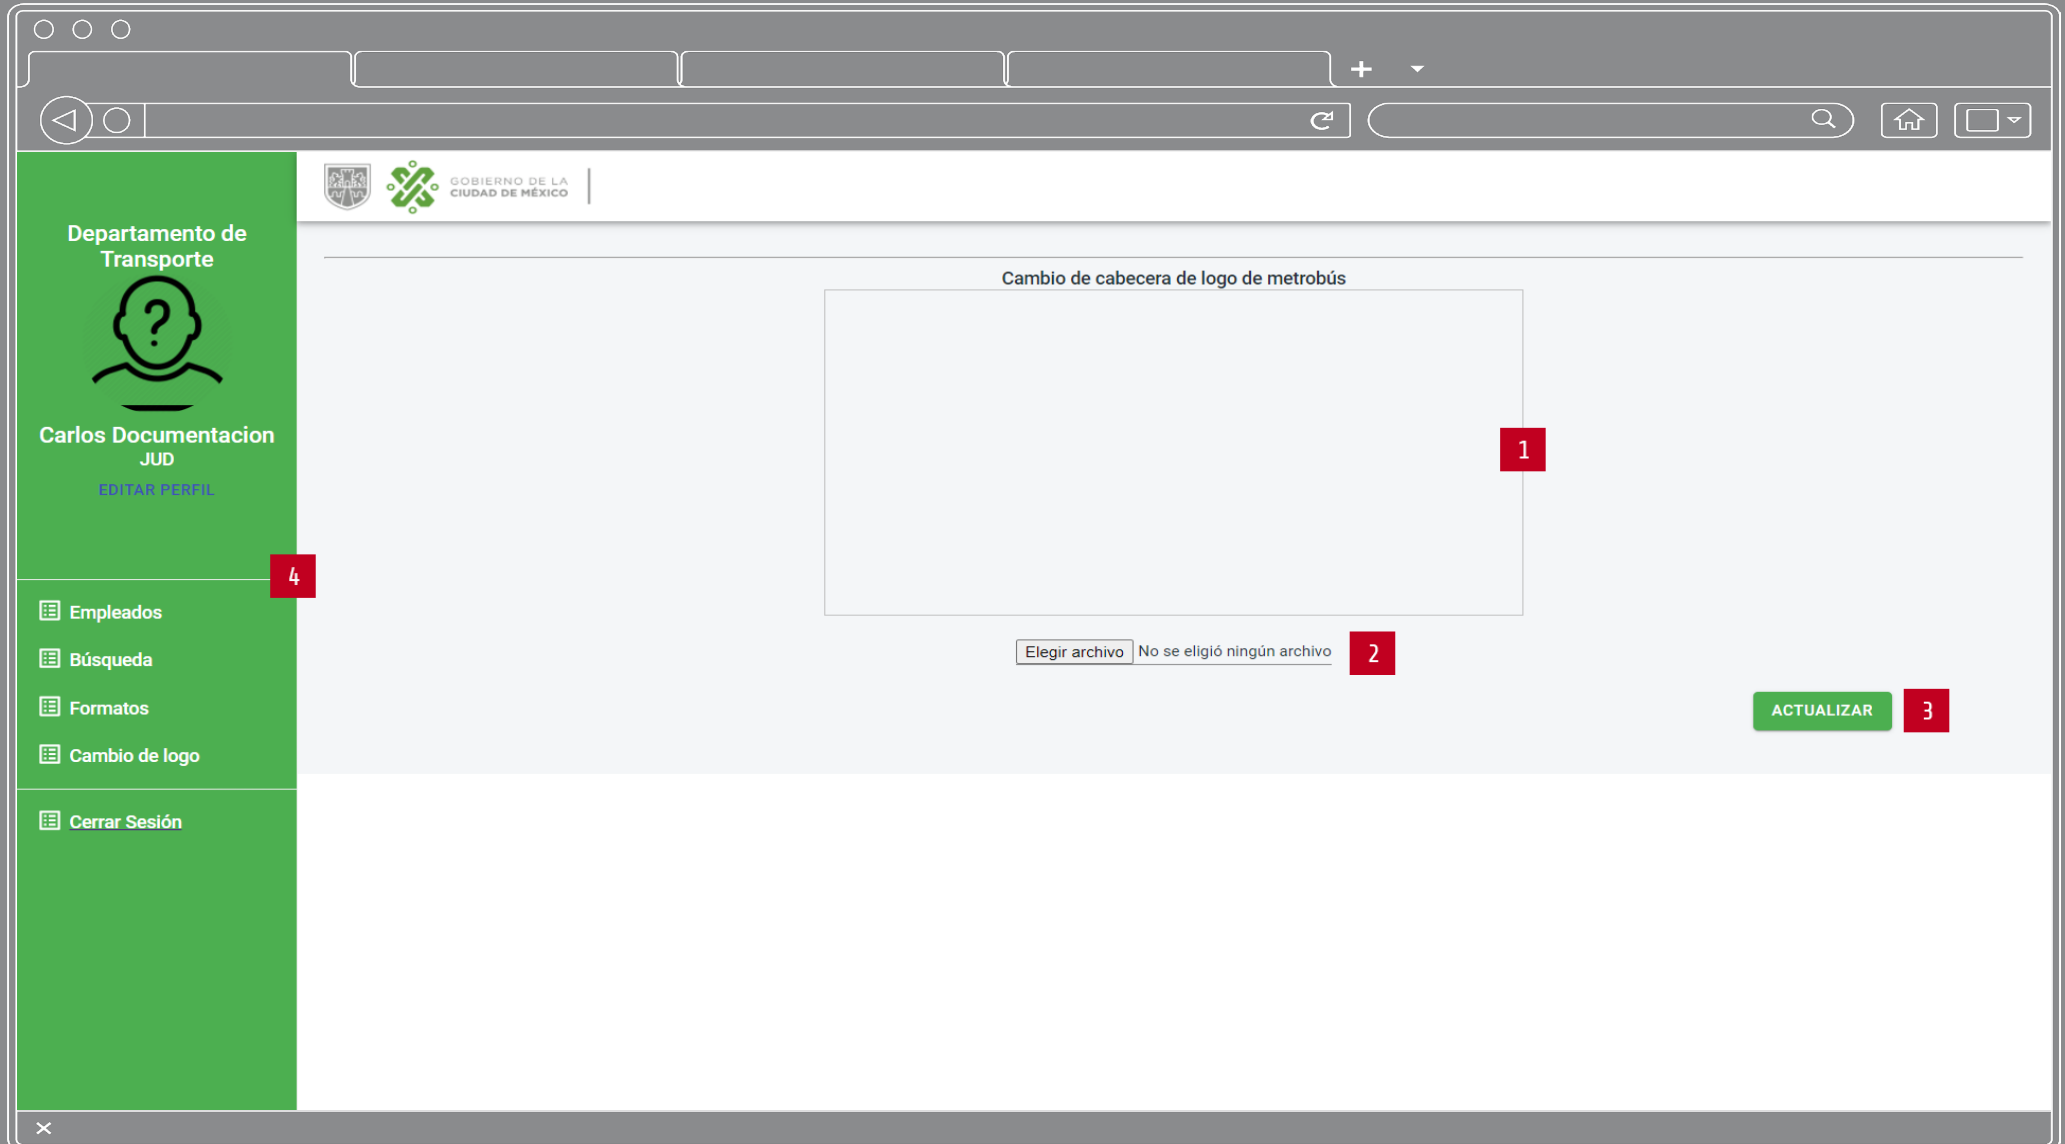 GOBIERNO DE LA
CIUDAD DE MÉXICO
Departamento de
Transporte
Carlos Documentacion
JUD
EDITAR PERFIL
4
Empleados
Búsqueda
Formatos
Cambio de logo
Cerrar Sesión
Cambio de cabecera de logo de metrobús
1
Elegir archivo No se eligió ningún archivo 2
ACTUALIZAR 3